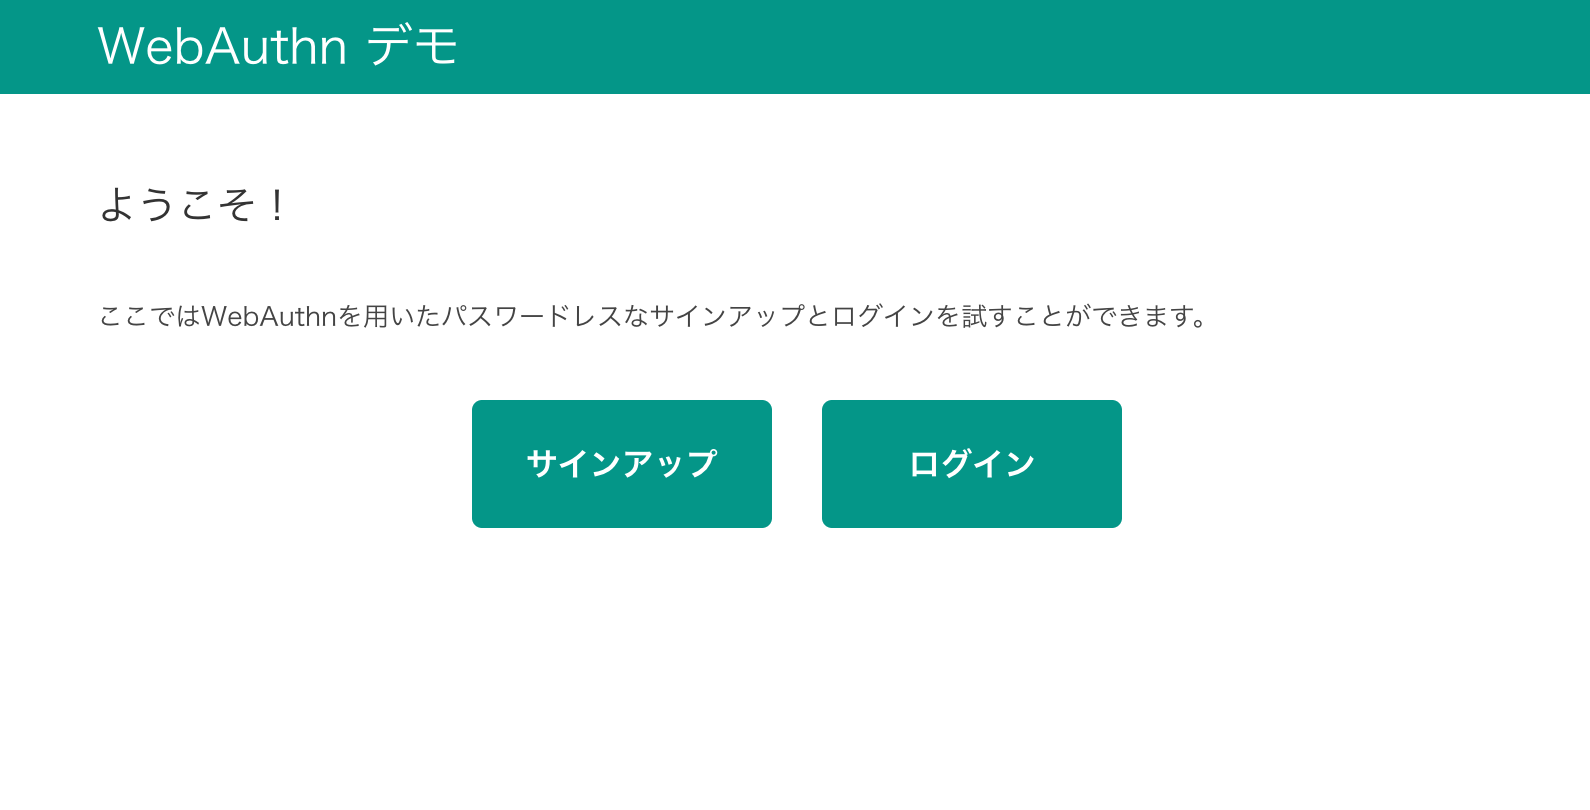 WebAuthn デモ
ようこそ！
ここではWebAuthnを用いたパスワードレスなサインアップとログインを試すことができます。
サインアップ
ログイン